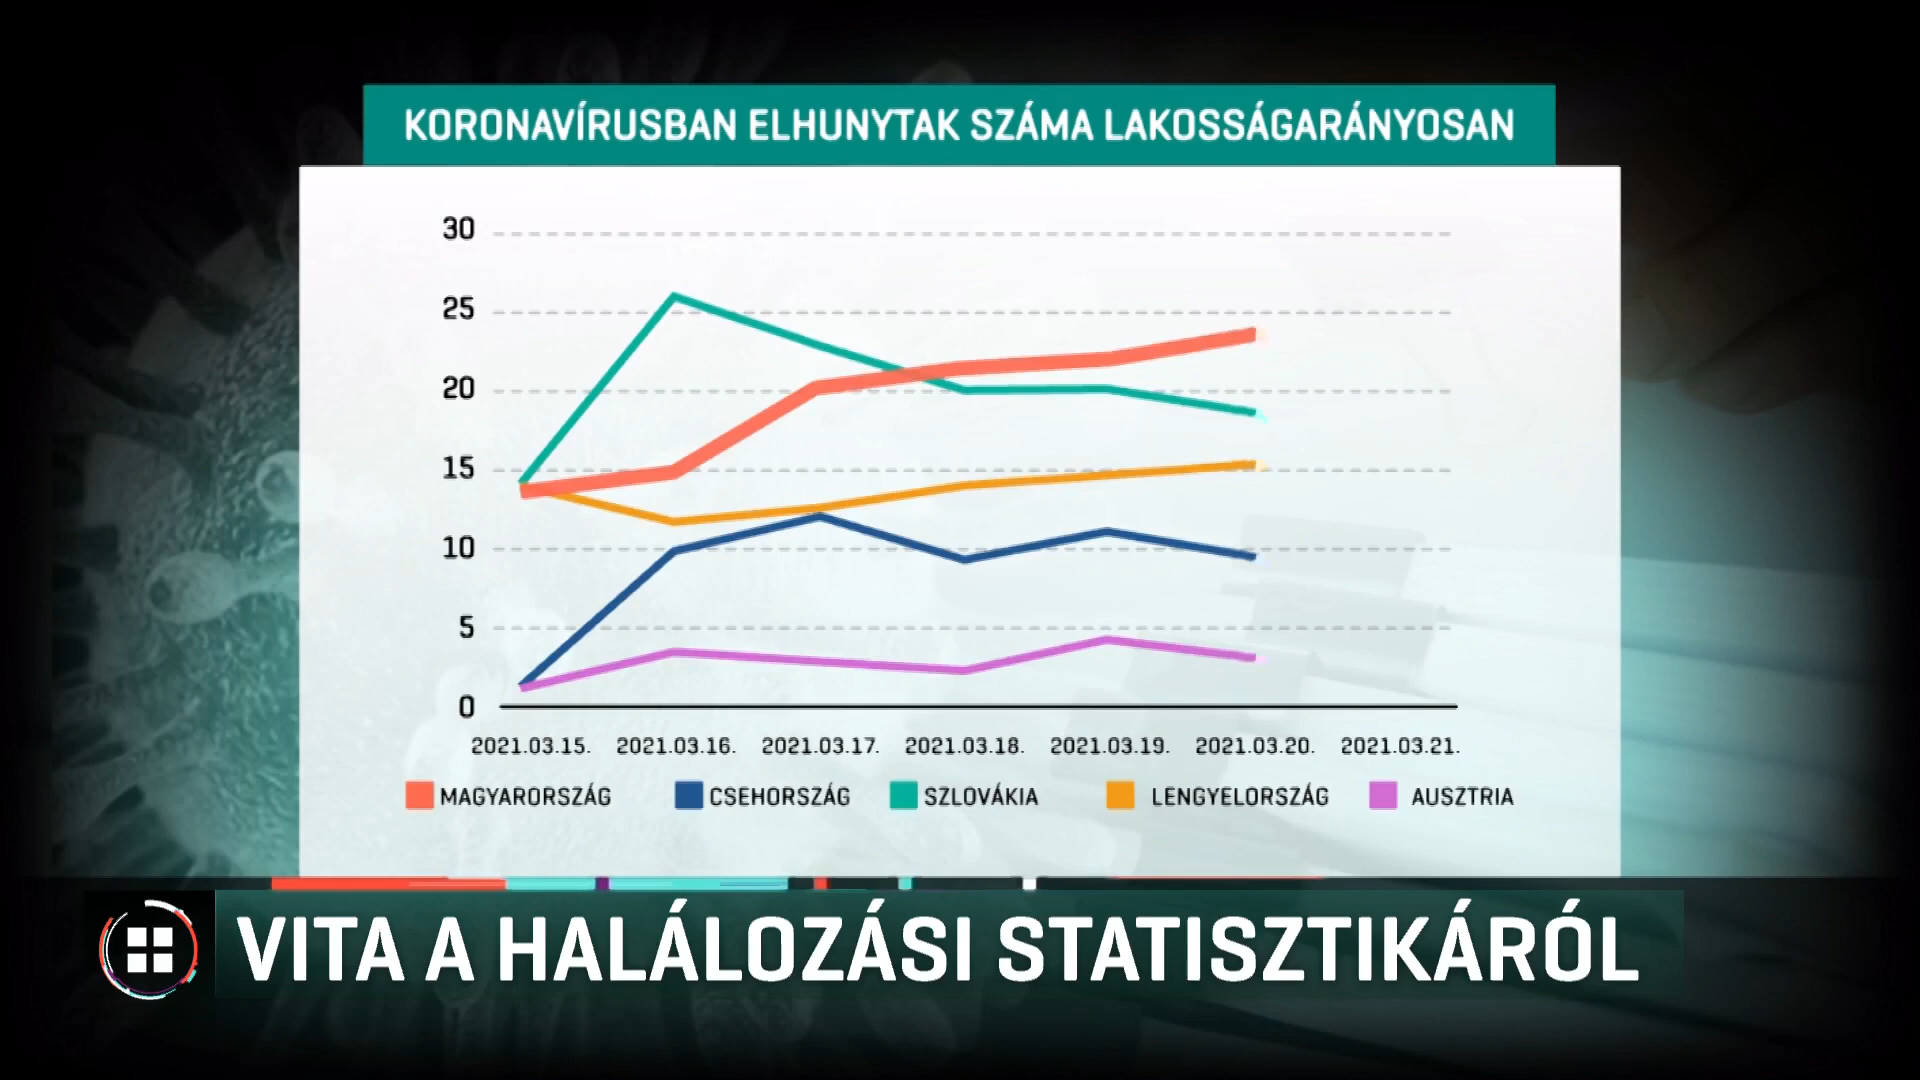 KORONAVÍRUSBAN ELHUNYTAK SZÁMA LAKOSSÁGARÁNYOSAN
30
25
20
15
10
5
0
2021.03.15. 2021.03.16. 2021.03.17. 2021.03.18. 2021.03.19. 2021.03.20. 2021.03.21.
MAGYARORSZÁG CSEHORSZÁG SZLOVÁKIA LENGYELORSZÁG AUSZTRIA
VITA A HALÁLOZÁSI STATISZTIKÁRÓL